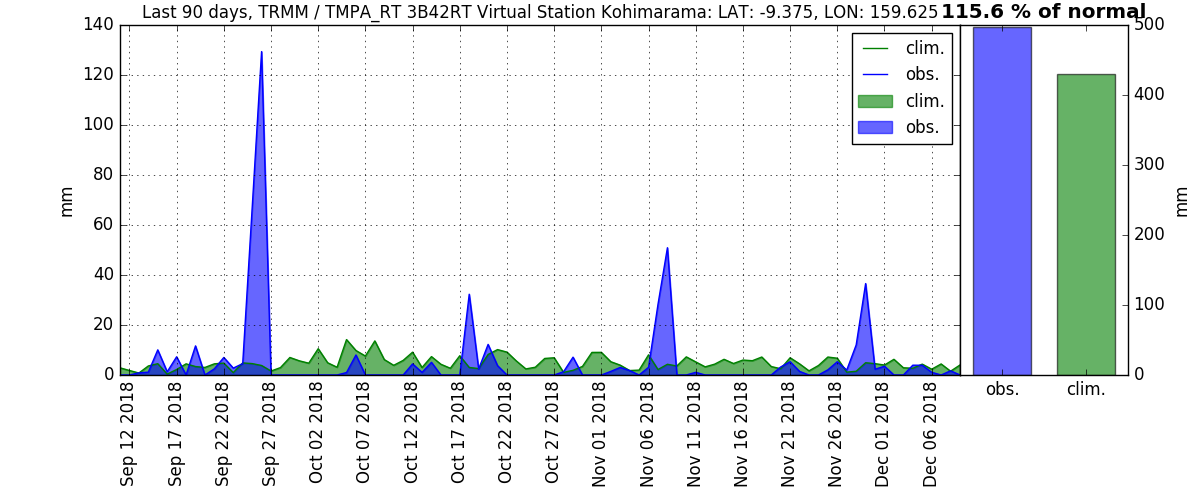 Last 90 days, TRMM / TMPA_RT 3B42RT Virtual Station Kohimarama: LAT: -9.375, LON: 159.625
115.6 % of normal
140
120
100
80
60
40
20
0
mm
clim.
obs.
clim.
obs.
Sep 12 2018
Sep 17 2018
Sep 22 2018
Sep 27 2018
Oct 02 2018
Oct 07 2018
Oct 12 2018
Oct 17 2018
Oct 22 2018
Oct 27 2018
Nov 01 2018
Nov 06 2018
Nov 11 2018
Nov 16 2018
Nov 21 2018
Nov 26 2018
Dec 01 2018
Dec 06 2018
500
400
300
200
100
0
mm
obs.
clim.